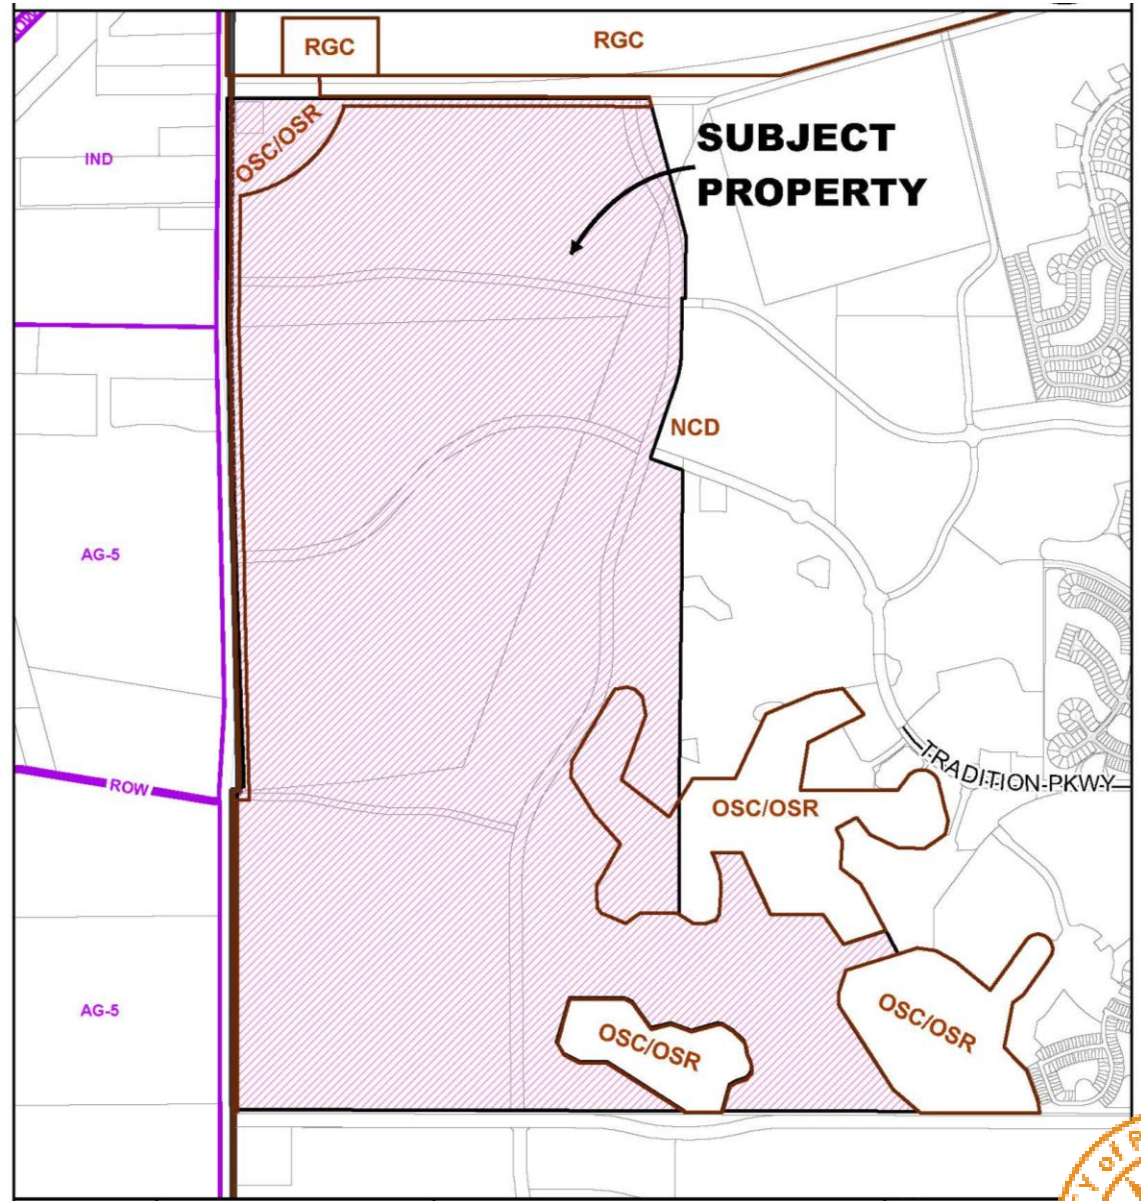 RGC
RGC
OSC/OSR
SUBJECT
PROPERTY
IND
NCD
AG-5
ROW
TRADITION PKWY
OSC/OSR
AG-5
OSC/OSR
OSC/OSR
y of P